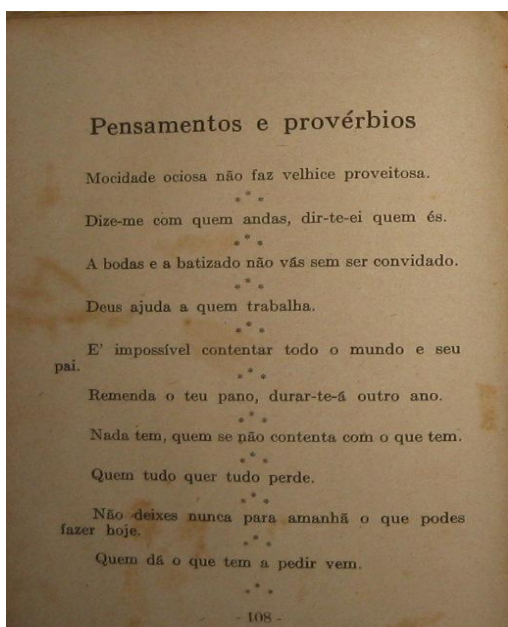 Pensamentos e provérbios
Mocidade ociosa não faz velhice proveitosa.
* * *
Dize-me com quem andas, dir-te-ei quem és.
* * *
A bodas e a batizado não vás sem ser convidado.
* * *
Deus ajuda a quem trabalha.
* * *
E' impossível contentar todo o mundo e seu
pai.
* * *
Remenda o teu pano, durar-te-á outro ano.
* * *
Nada tem, quem se não contenta com o que tem.
* * *
Quem tudo quer tudo perde.
* * *
Não deixes nunca para amanhã o que podes
fazer hoje.
* * *
Quem dá o que tem a pedir vem.
* * *
- 108 -